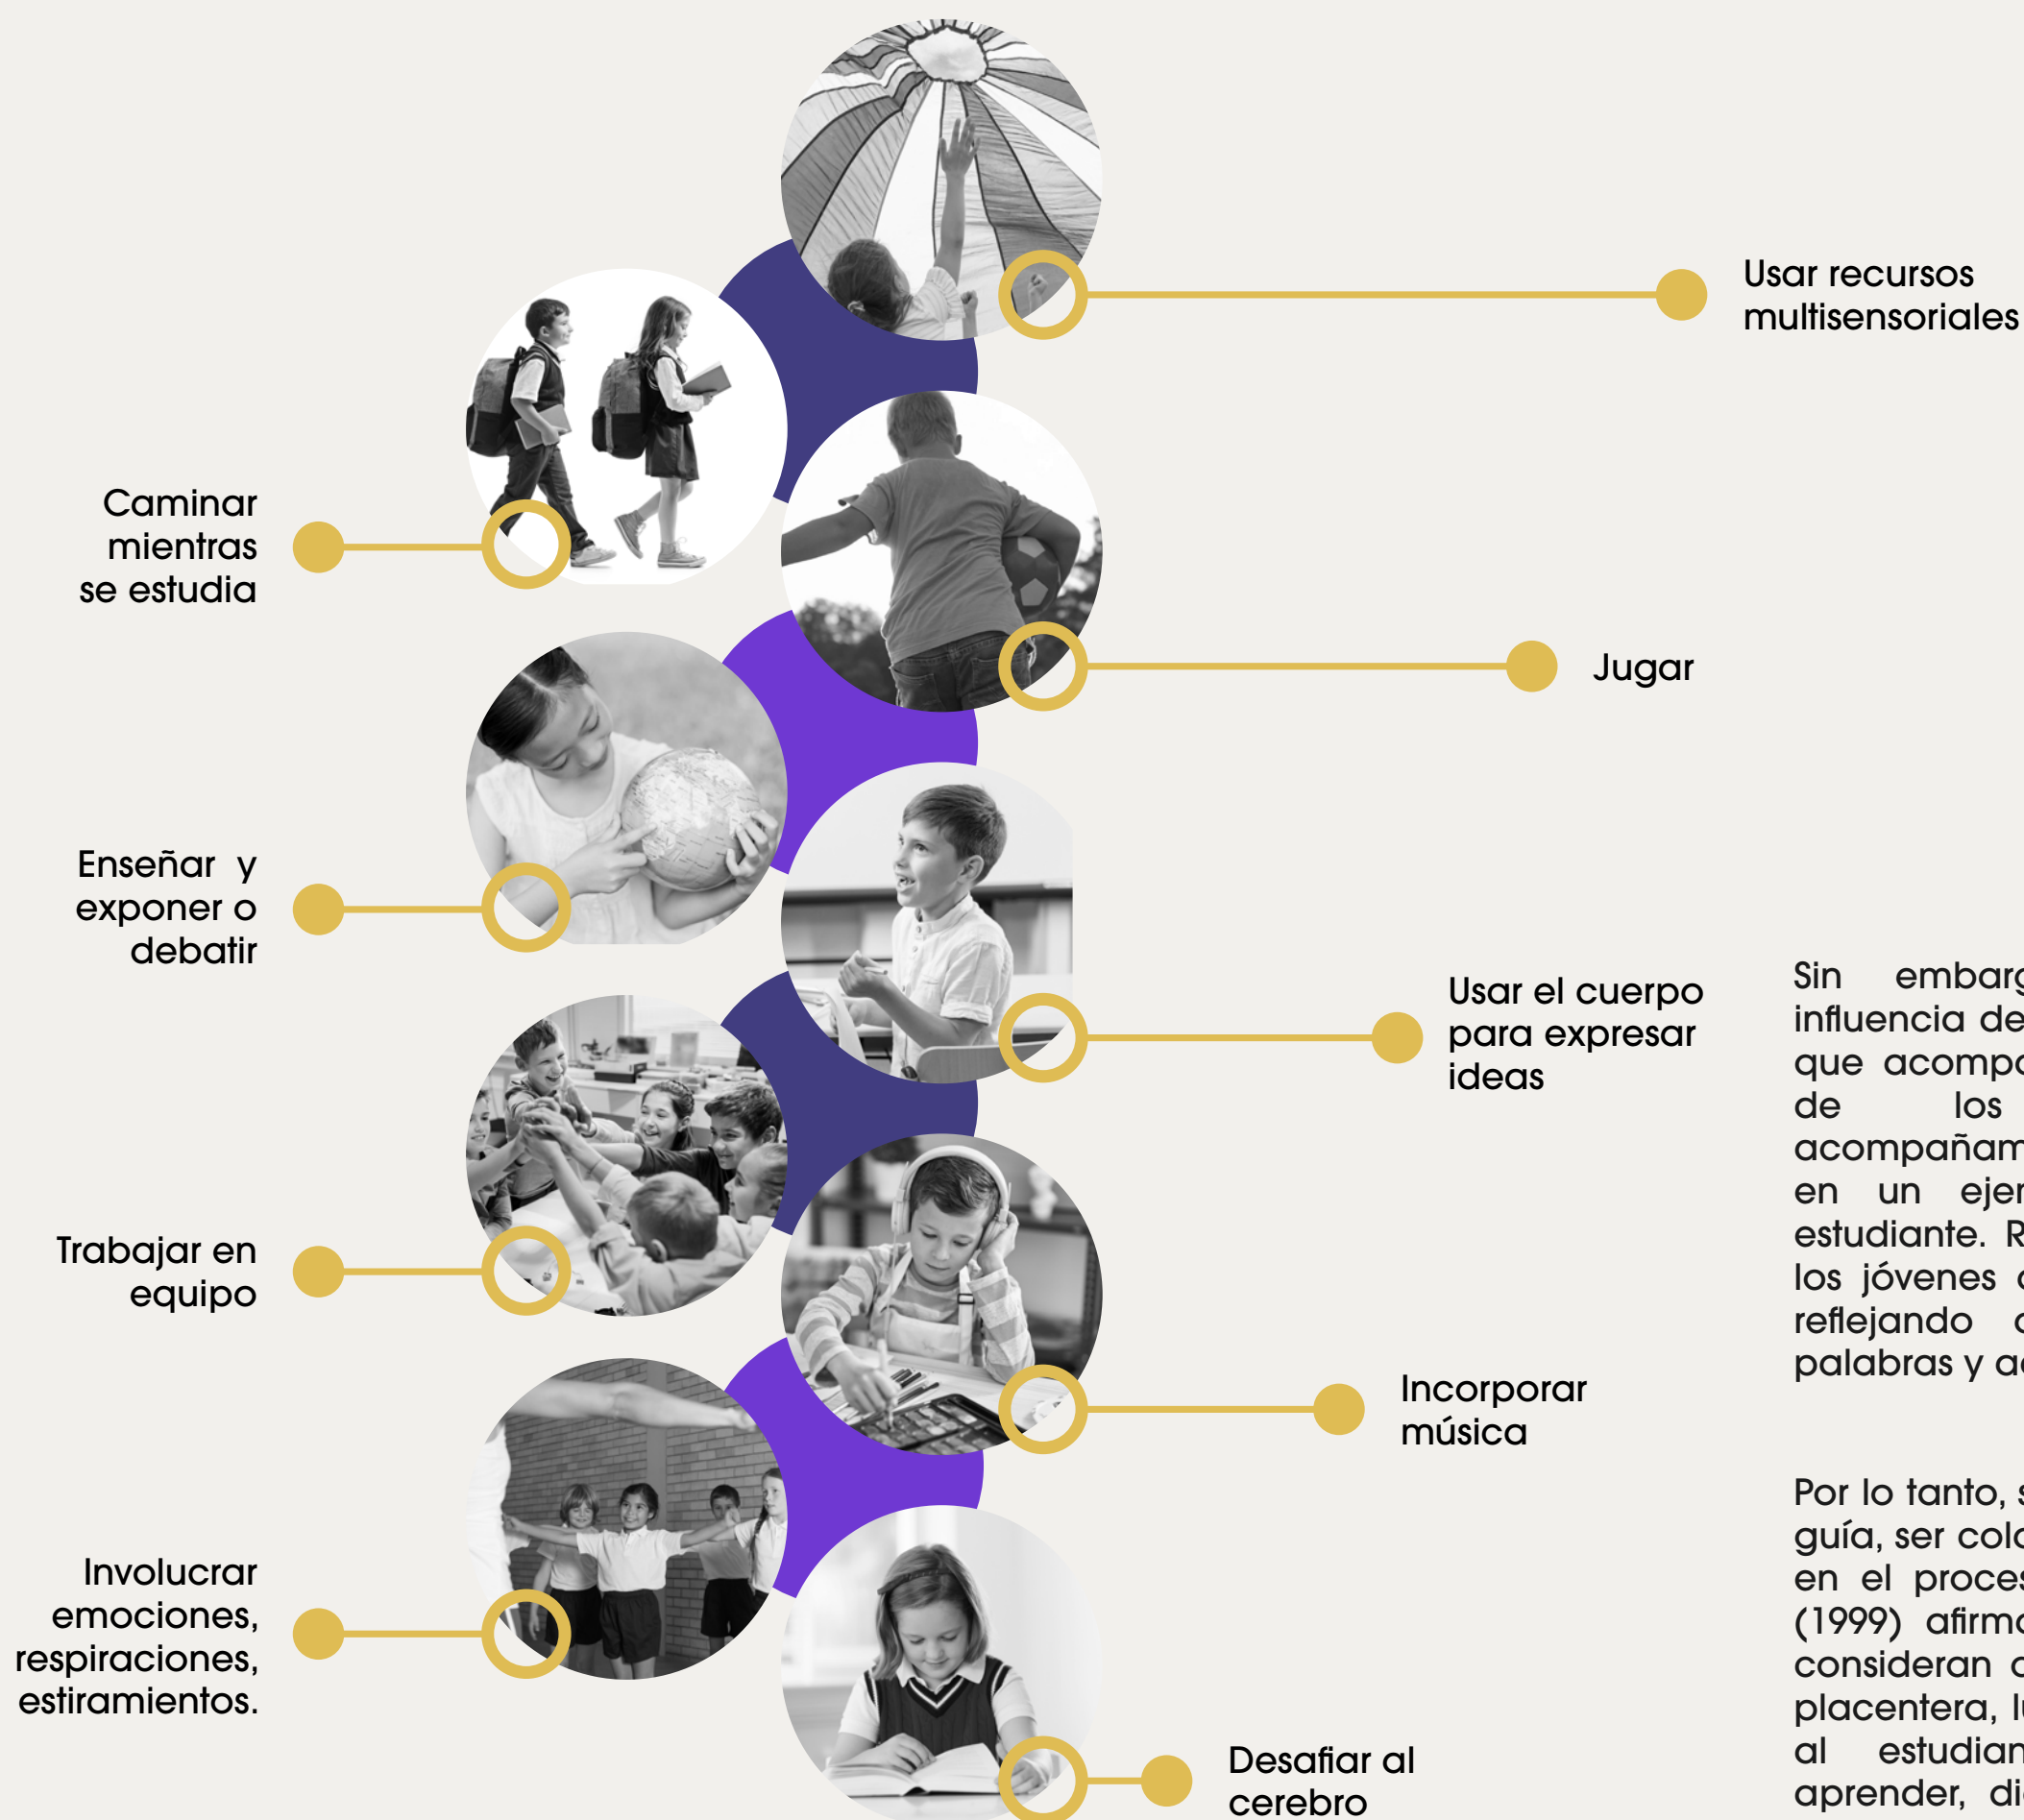 Usar recursos
multisensoriales
Caminar
mientras
se estudia
Jugar
Enseñar y
exponer o
debatir
Usar el cuerpo
para expresar
ideas
Trabajar en
equipo
Incorporar
música
Involucrar
emociones,
respiraciones,
estiramientos.
Desafiar al
cerebro
Sin
influencia de
que
de los
en un
estudiante.
los jóvenes
reflejando
palabras y
Por lo tanto,
guía, ser
en el
(1999)
consideran
placentera,
al
aprender,